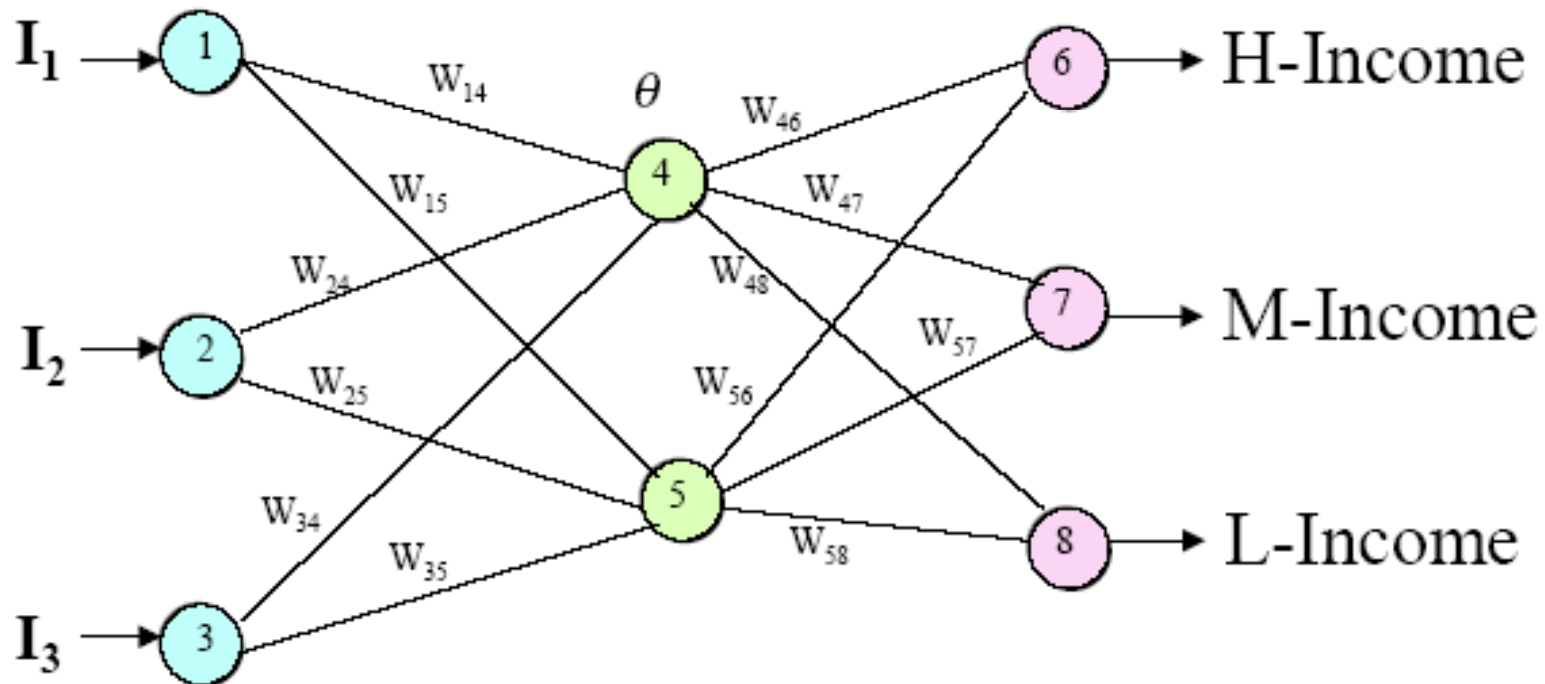 I₁
1
W₁₄
θ
W₄₆
6
H-Income
W₁₅
4
W₄₇
W₂₄
W₄₈
7
M-Income
I₂
2
W₂₅
W₅₆
W₅₇
W₃₄
5
W₃₅
W₅₈
8
L-Income
I₃
3